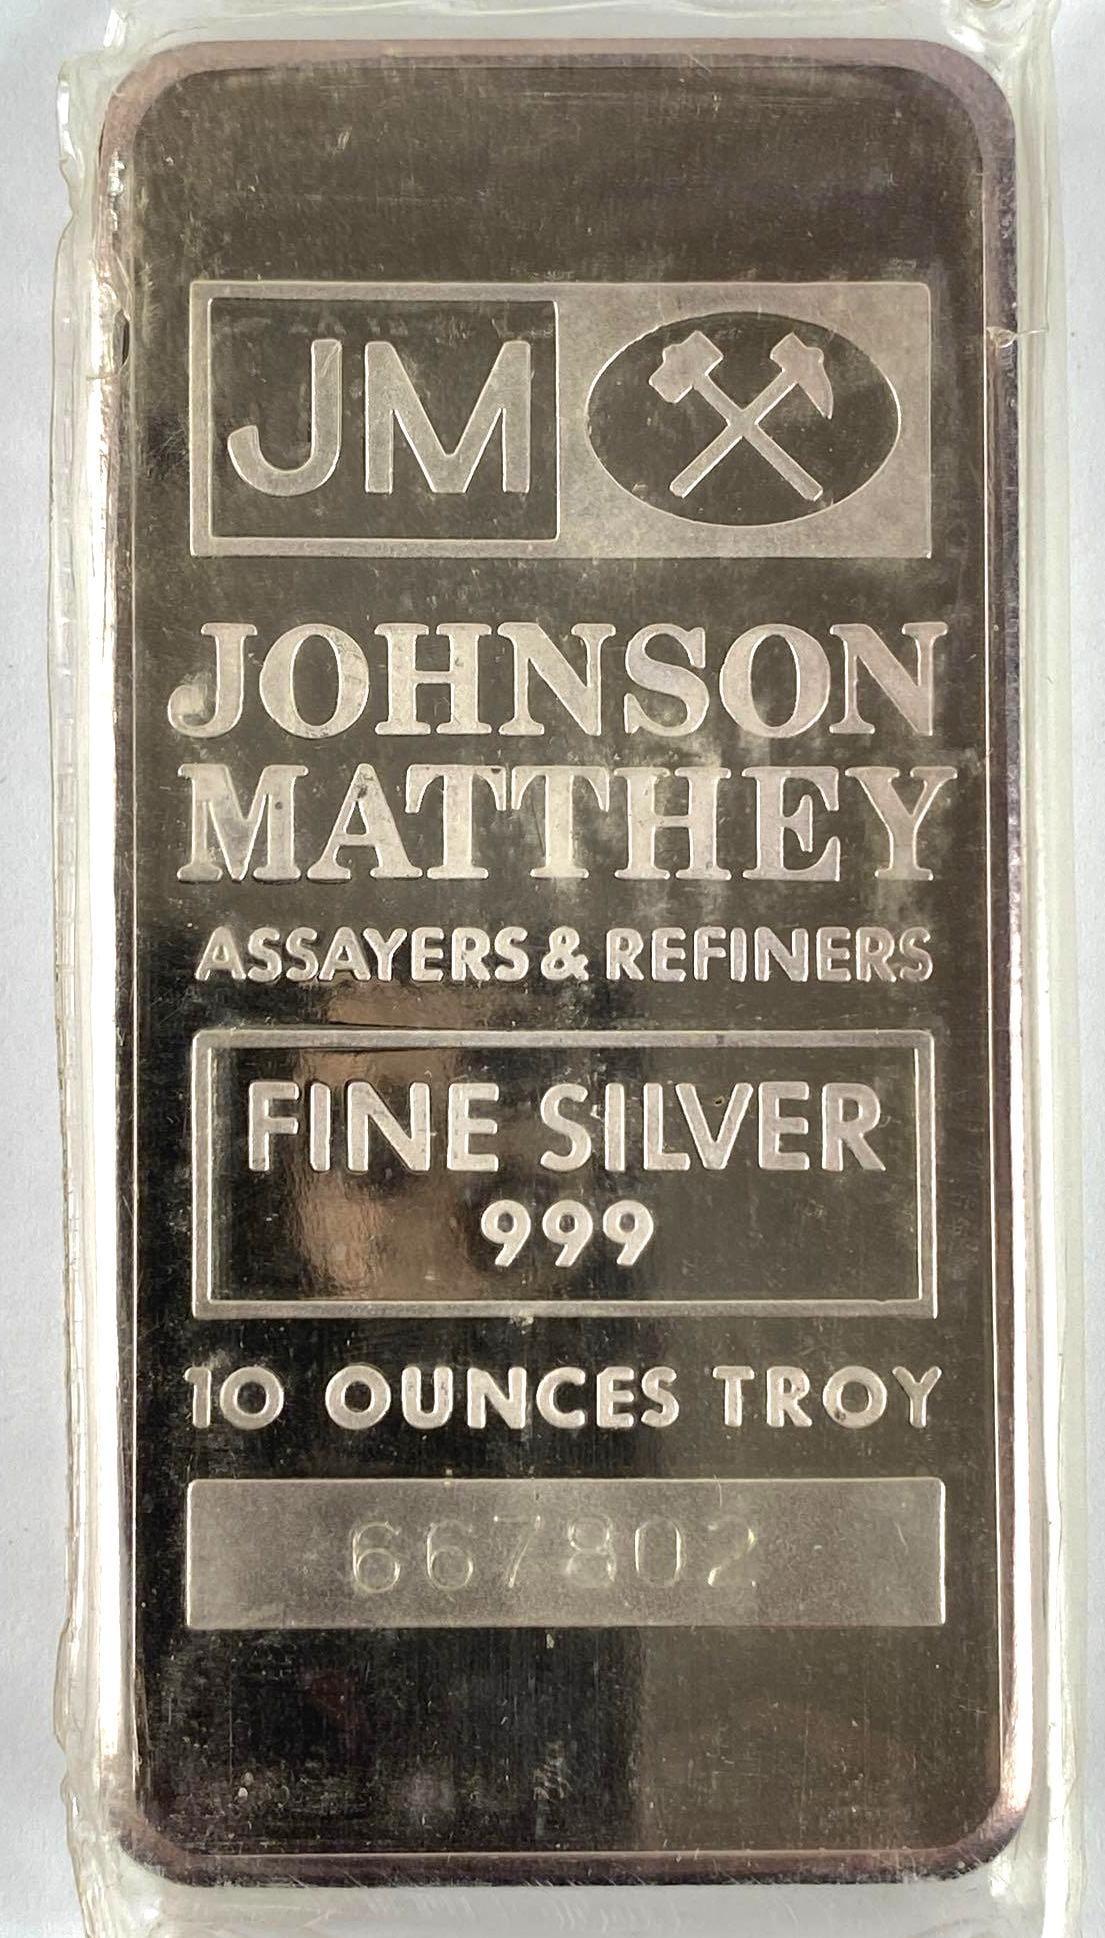 JM
JOHNSON
MATTHEY
ASSAYERS & REFINERS
FINE SILVER
999
10 OUNCES TROY
667802